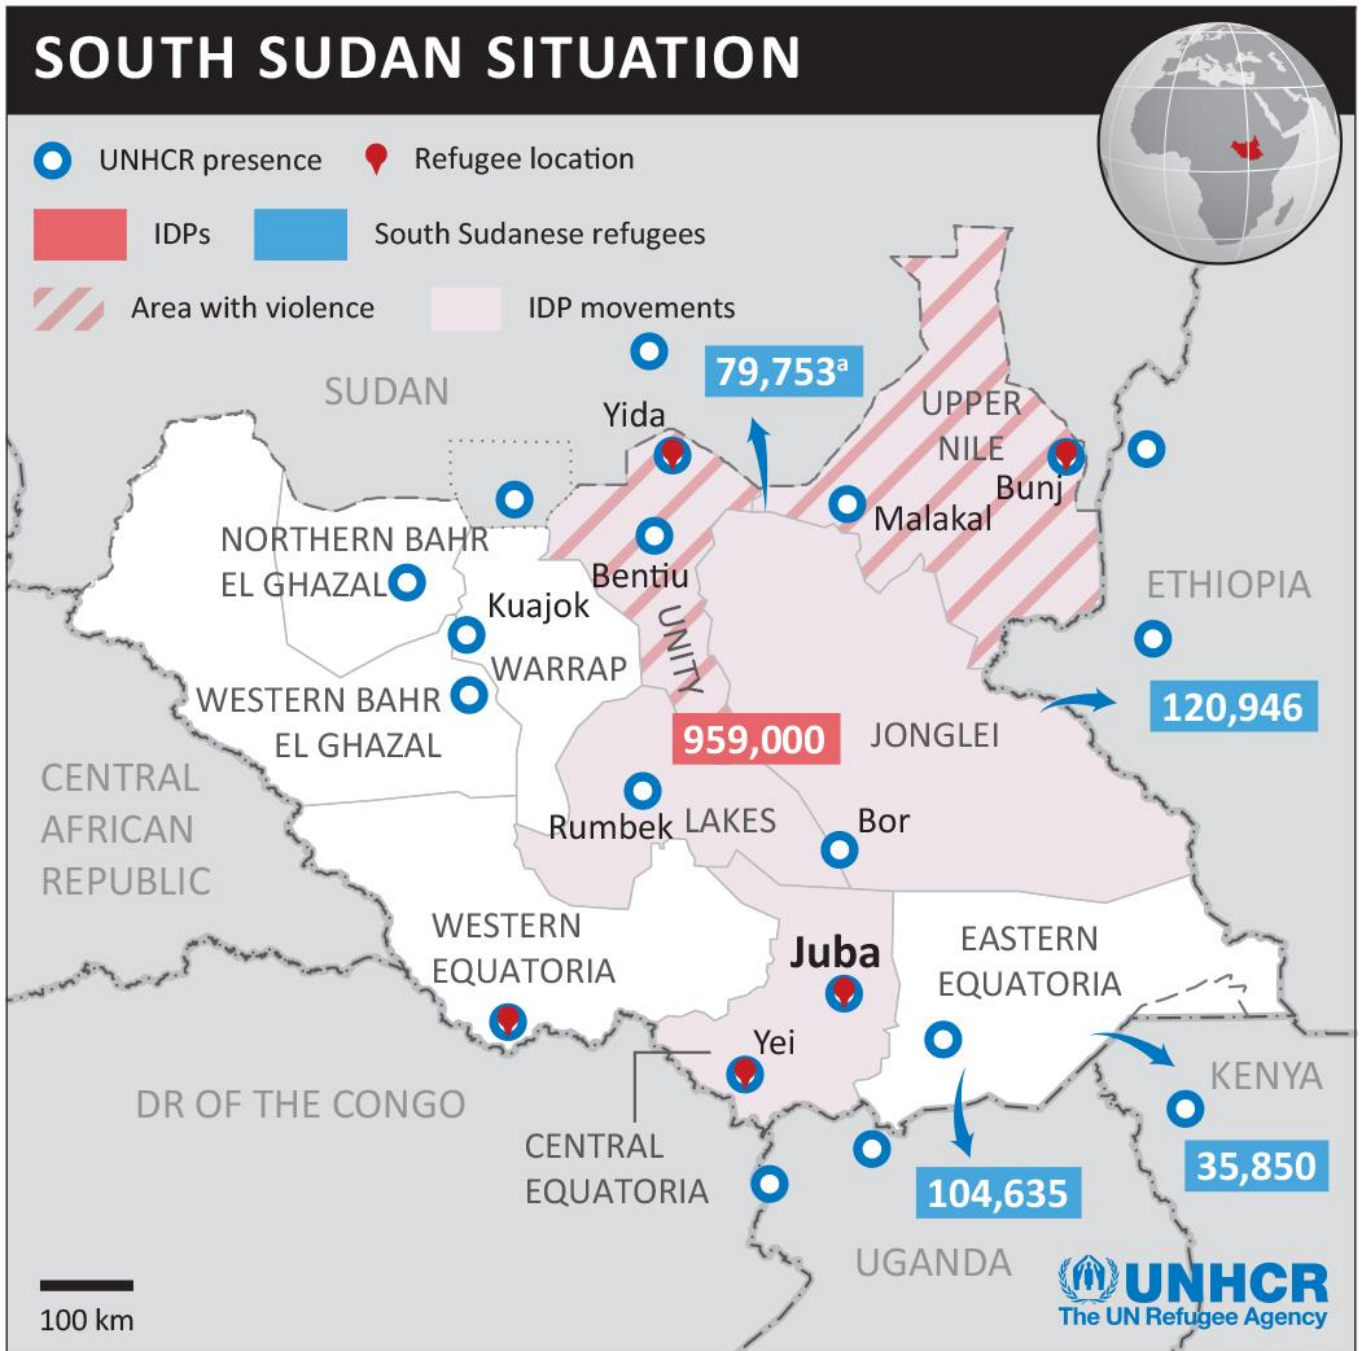 SOUTH SUDAN SITUATION
UNHCR presence
Refugee location
IDPs
South Sudanese refugees
Area with violence
IDP movements
SUDAN
79,753ª
Yida
UPPER
NILE
Bunj
Malakal
NORTHERN BAHR
EL GHAZAL
Bentiu
ETHIOPIA
Kuajok
UNITY
WARRAP
WESTERN BAHR
EL GHAZAL
120,946
959,000
JONGLEI
CENTRAL
AFRICAN
REPUBLIC
Rumbek
LAKES
Bor
WESTERN
EQUATORIA
Juba
EASTERN
EQUATORIA
Yei
KENYA
DR OF THE CONGO
CENTRAL
EQUATORIA
35,850
104,635
UGANDA
100 km
UNHCR
The UN Refugee Agency